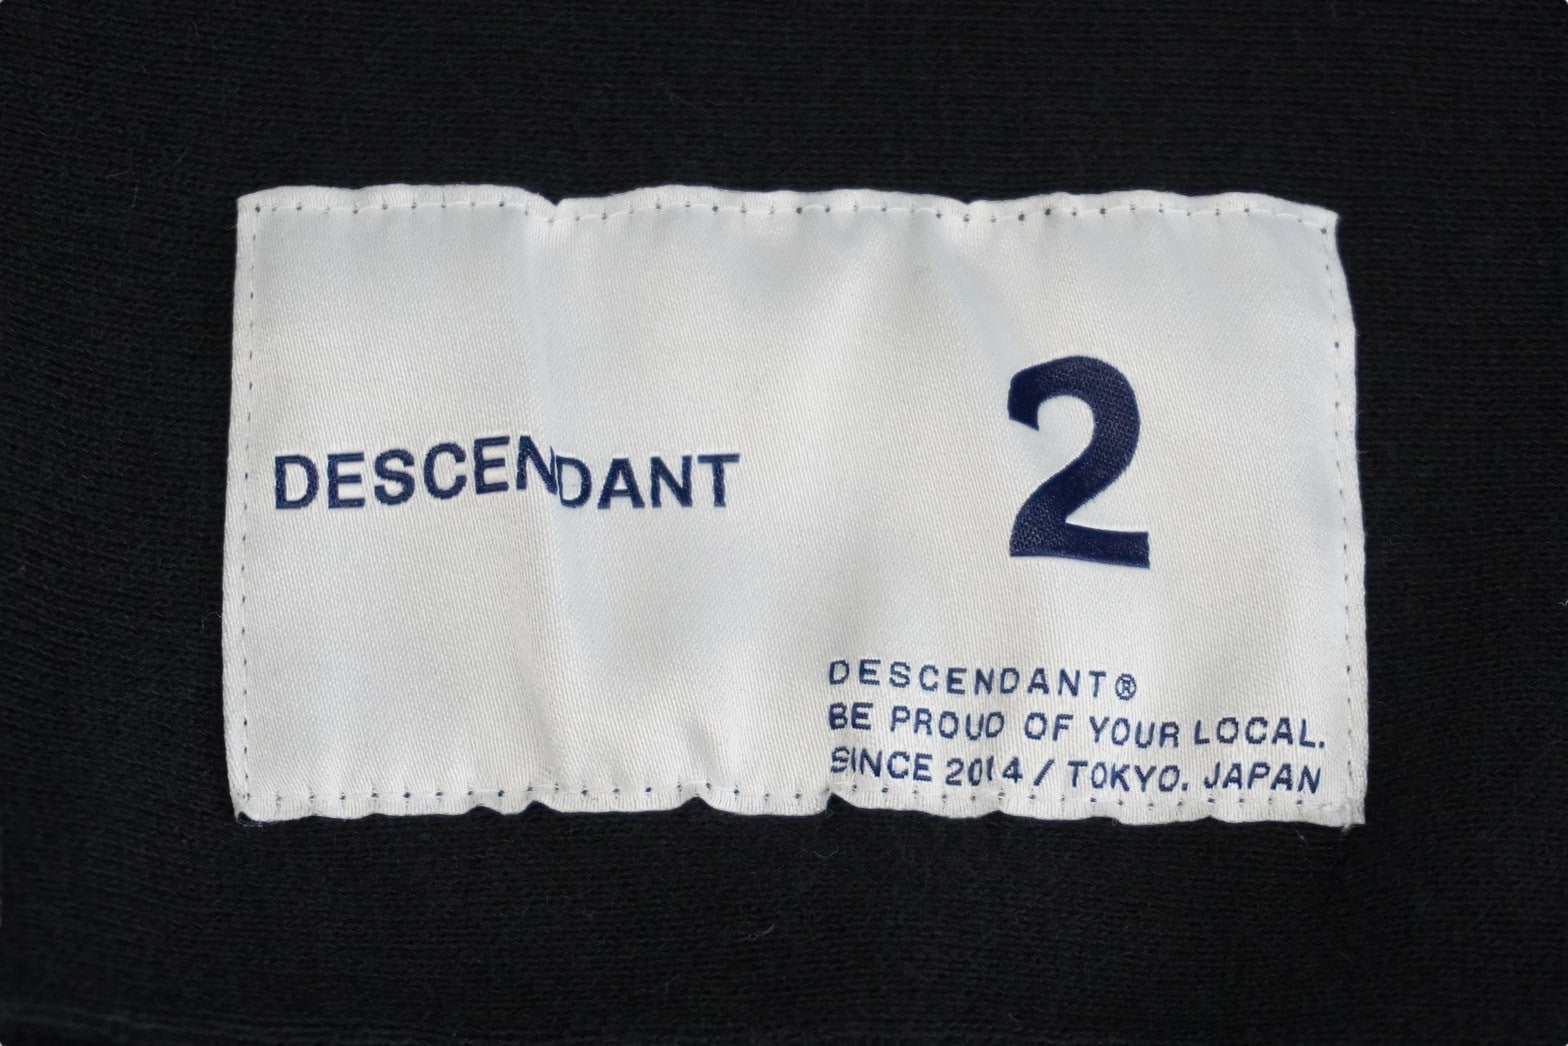 DESCENDANT
2
DESCENDANT®
BE PROUD OF YOUR LOCAL.
SINCE 2014 / TOKYO. JAPAN